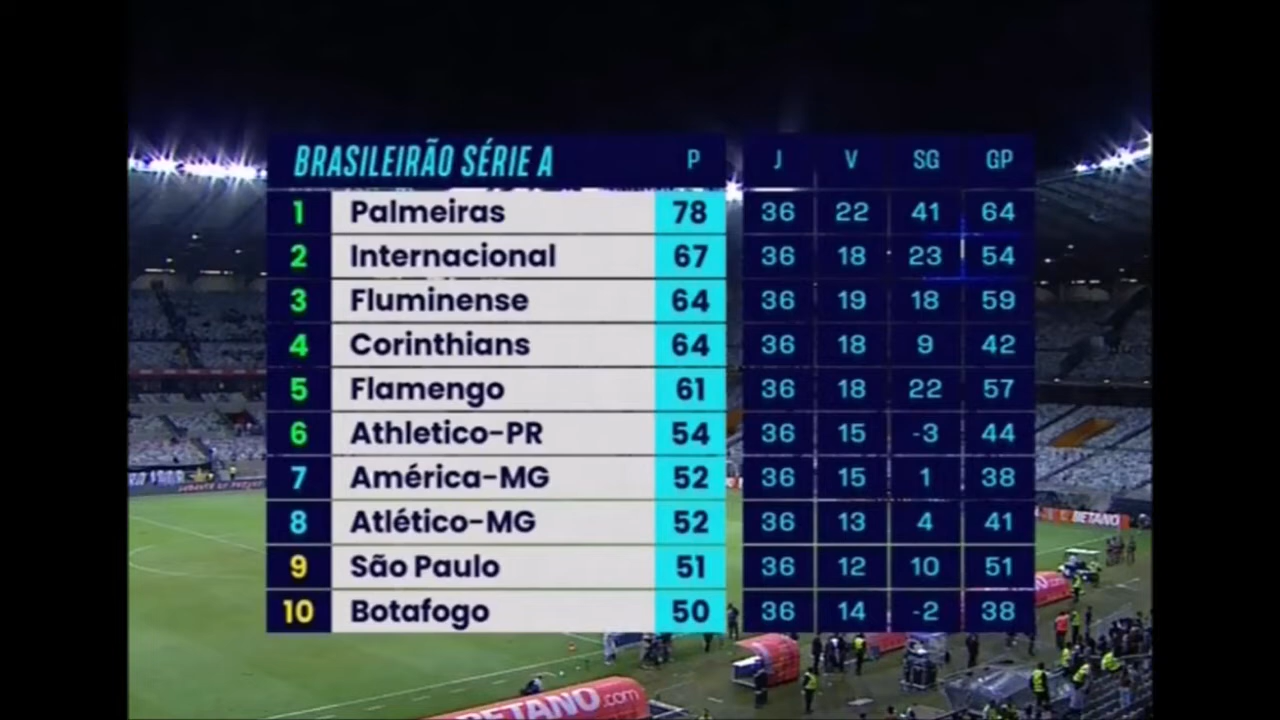 BRASILEIRÃO SÉRIE A P J V SG GP
1 Palmeiras 78 36 22 41 64
2 Internacional 67 36 18 23 54
3 Fluminense 64 36 19 18 59
4 Corinthians 64 36 18 9 42
5 Flamengo 61 36 18 22 57
6 Athletico-PR 54 36 15 -3 44
7 América-MG 52 36 15 1 38
8 Atlético-MG 52 36 13 4 41
9 São Paulo 51 36 12 10 51
10 Botafogo 50 36 14 -2 38
BETANO
BETANO.com